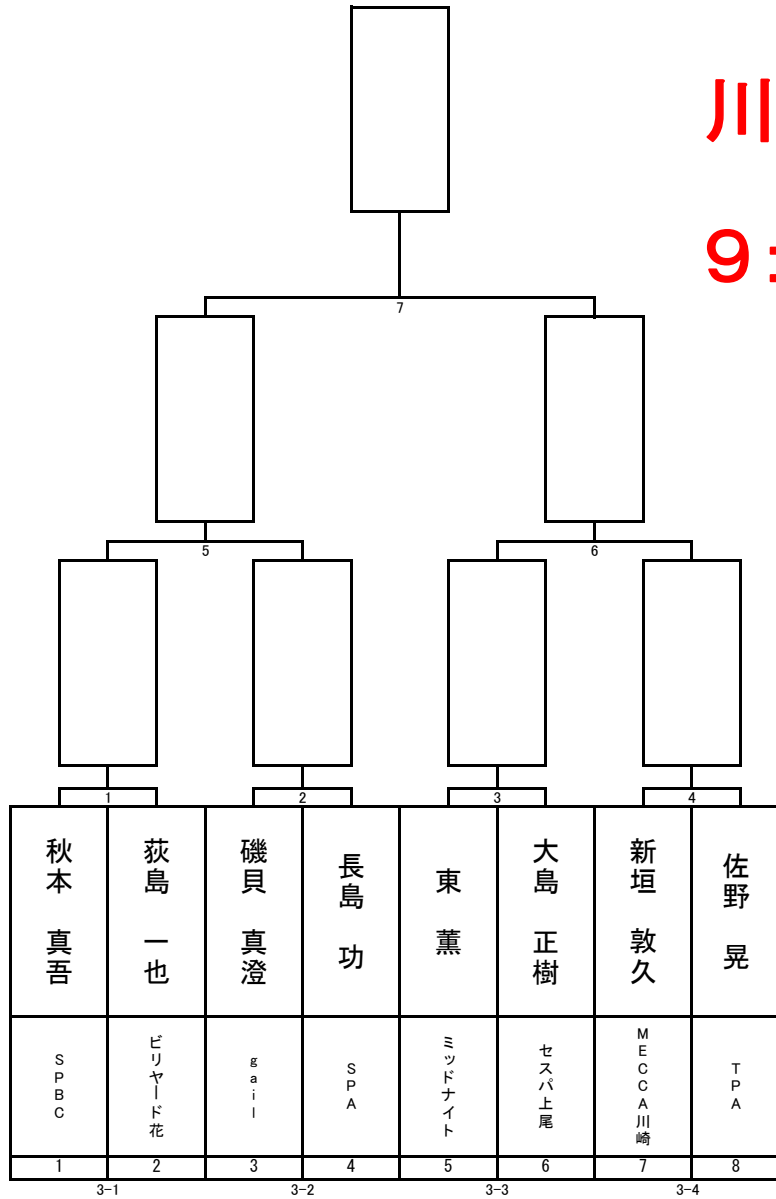 川
９：
7
5
6
1
2
3
4
秋本 真吾
荻島 一也
磯貝 真澄
長島 功
東 薫
大島 正樹
新垣 敦久
佐野 晃
SPBC
ビリヤード花
gail
SPA
ミッドナイト
セスパ上尾
MECCA川崎
TPA
1
2
3
4
5
6
7
8
3-1
3-2
3-3
3-4